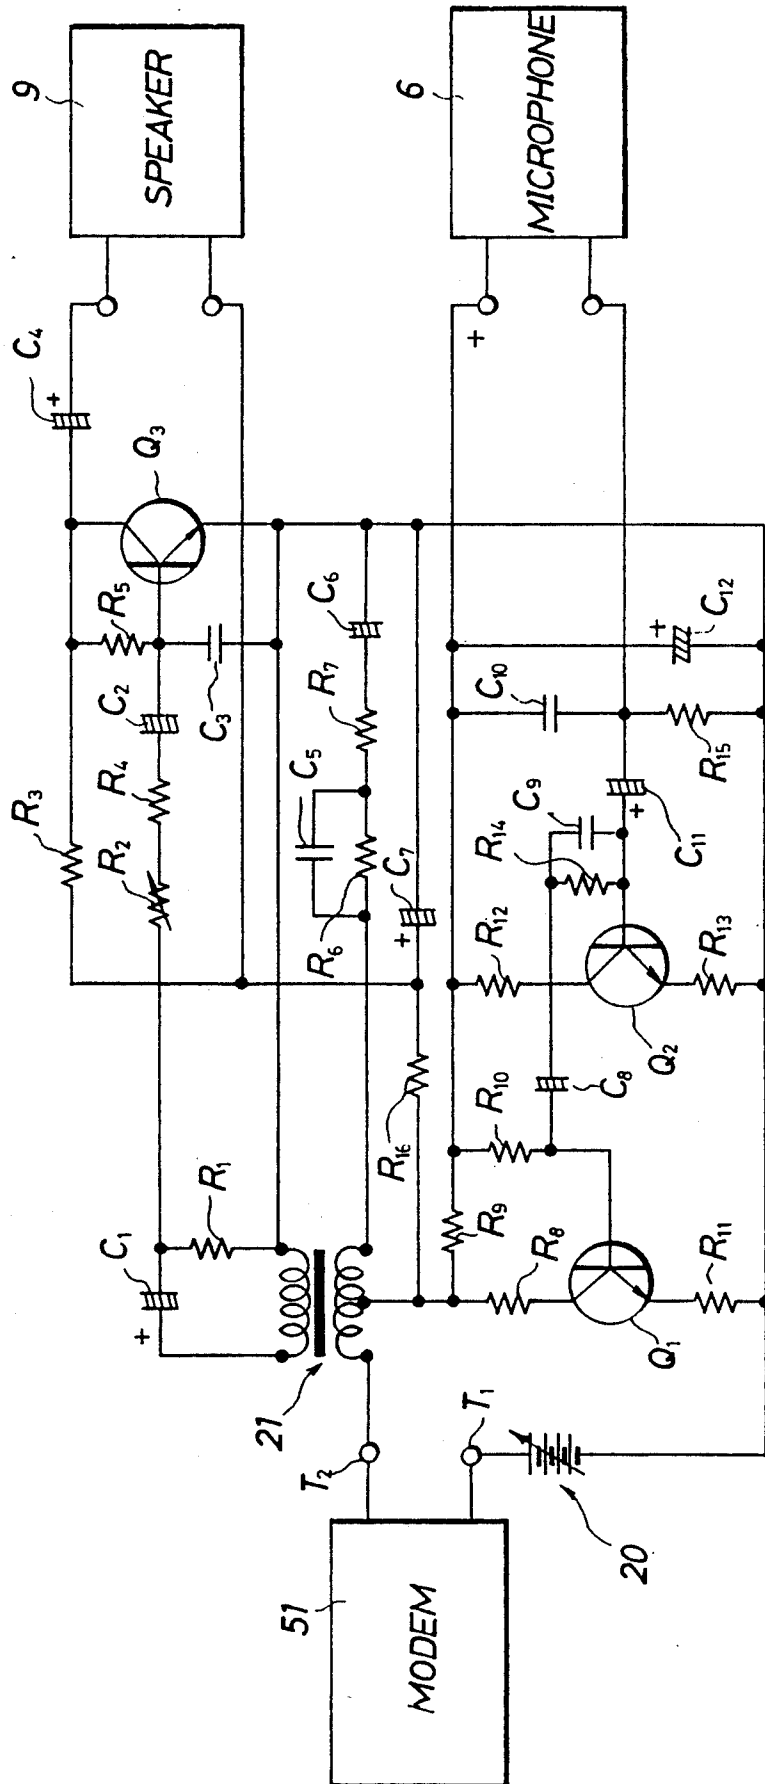 9
SPEAKER
6
MICROPHONE
C4
+
Q3
+
R5
C2
C3
C6
C12
+
R3
R4
R2
R7
C5
C10
R15
C9
R14
C11
+
R6
C7
+
R12
R13
Q2
R16
R10
C8
C1
+
R1
R9
R8
R11
Q1
21
T2
T1
20
51
MODEM